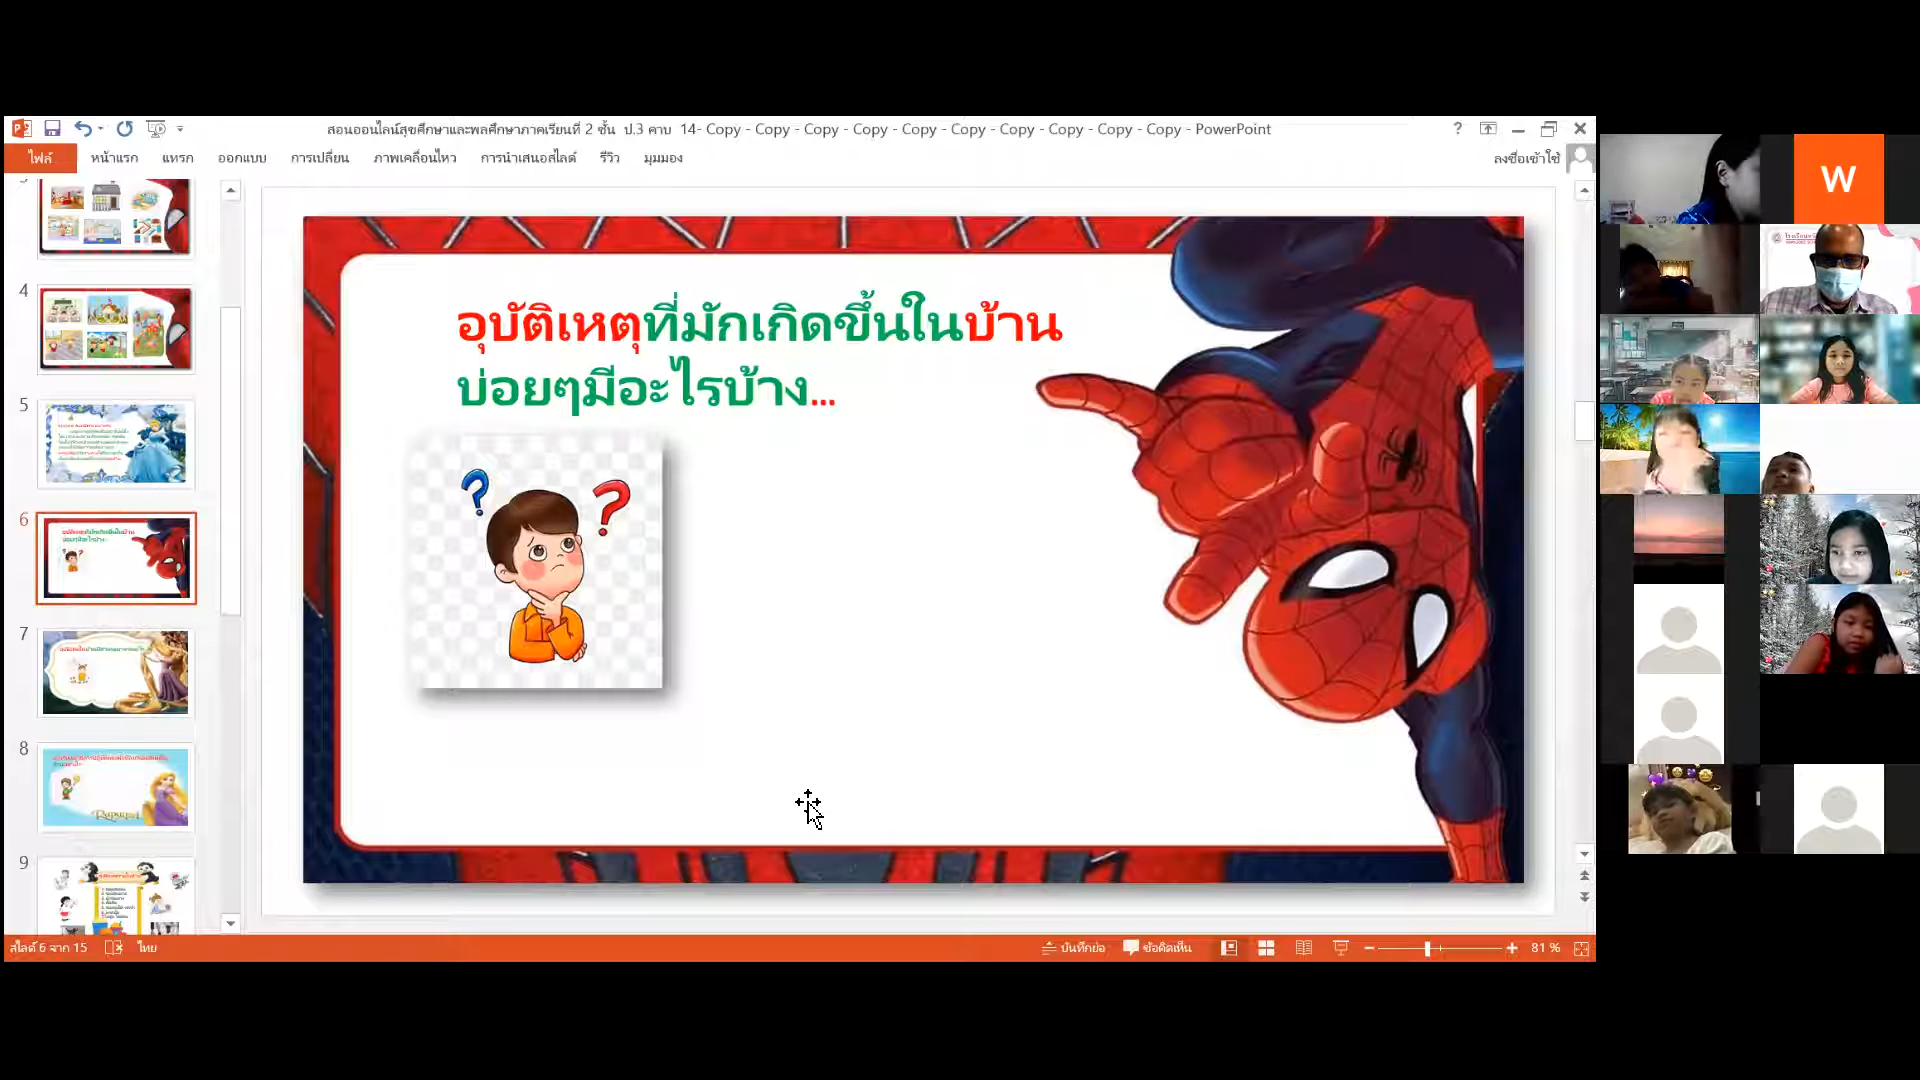 สอนออนไลน์สุขศึกษาและพลศึกษาภาคเรียนที่ 2 ชั้น ป.3 คาบ 14- Copy - Copy - Copy - Copy - Copy - Copy - Copy - Copy - Copy - Copy - PowerPoint
ไฟล์ หน้าแรก แทรก ออกแบบ การเปลี่ยน ภาพเคลื่อนไหว การนำเสนอสไลด์ รีวิว มุมมอง ลงชื่อเข้าใช้
W
4
5
6
7
8
9
อุบัติเหตุที่มักเกิดขึ้นในบ้าน
บ่อยๆมีอะไรบ้าง...
? ?
สไลด์ 6 จาก 15 ไทย บันทึกย่อ ข้อคิดเห็น 81 %